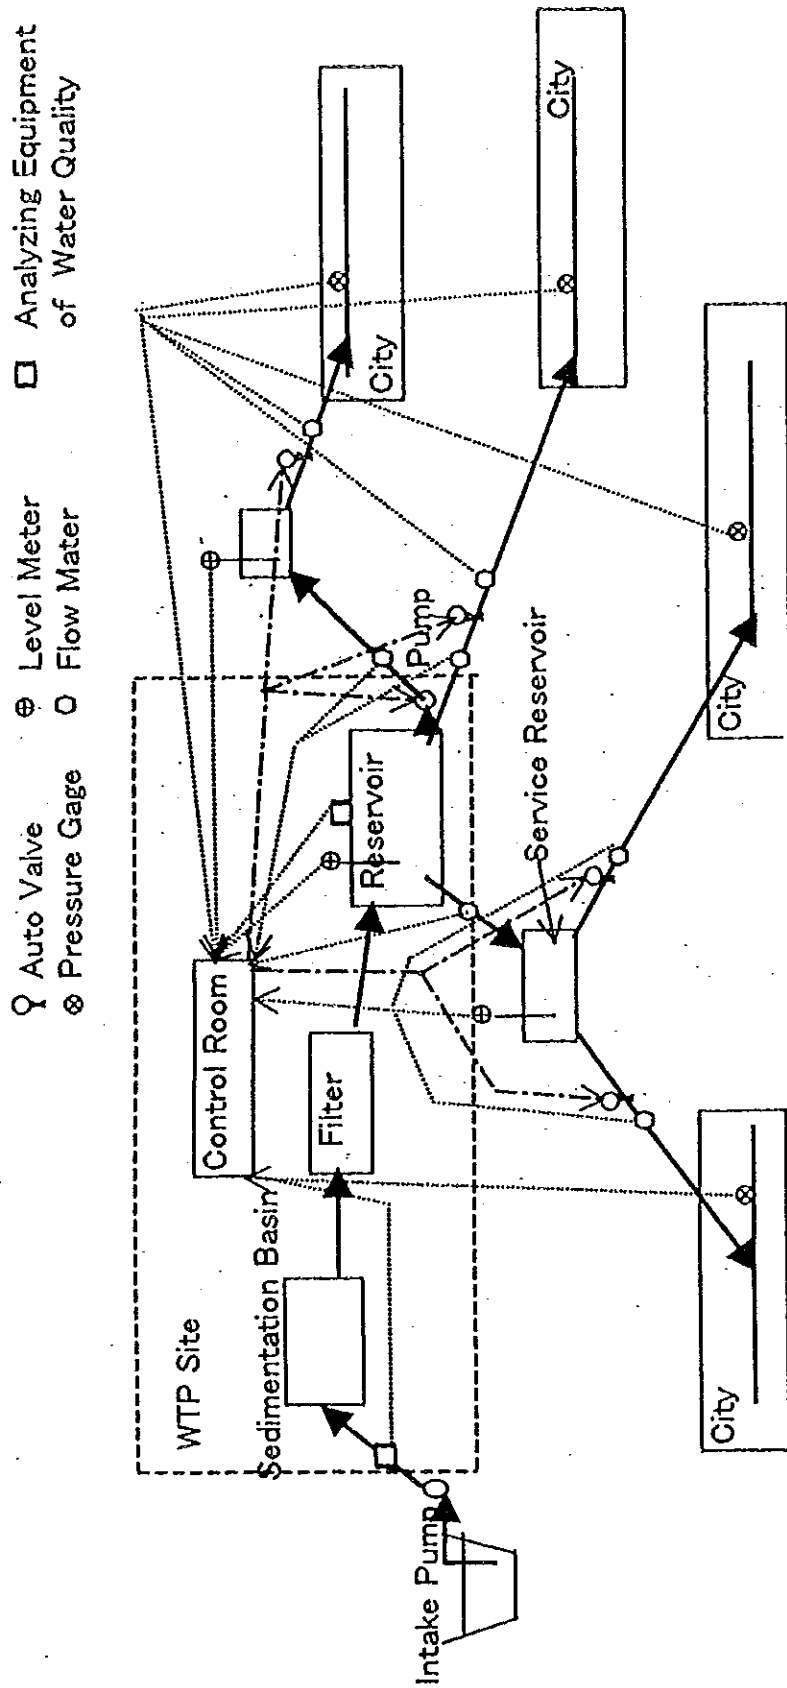 Auto Valve
Level Meter
Analyzing Equipment
of Water Quality
Pressure Gage
Flow Mater
WTP Site
Control Room
Sedimentation Basin
Filter
Reservoir
Pump
Service Reservoir
Intake Pump
City
City
City
City